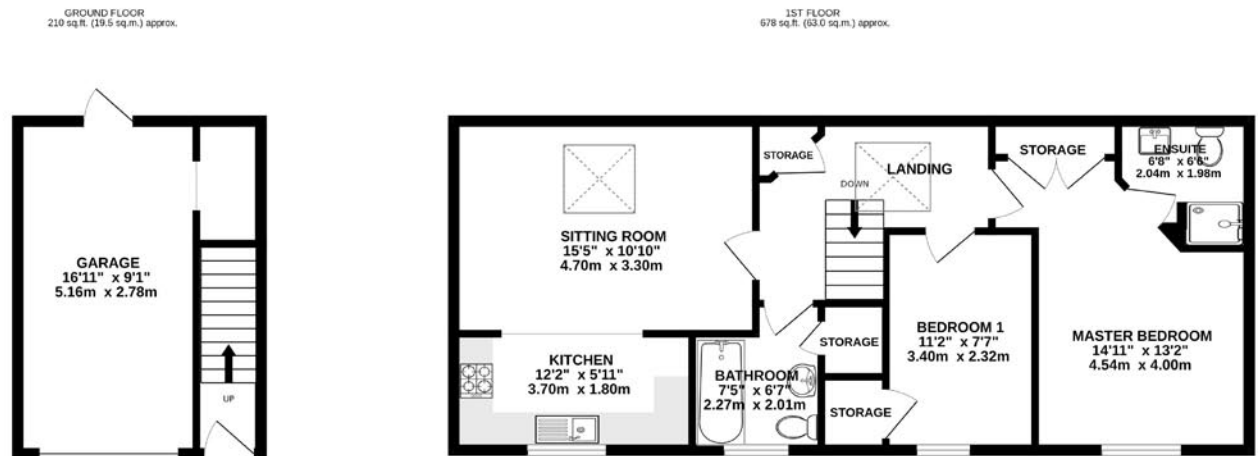 GROUND FLOOR
210 sq.ft. (19.5 sq.m.) approx.
1ST FLOOR
678 sq.ft. (63.0 sq.m.) approx.
GARAGE
16'11" x 9'1"
5.16m x 2.78m
UP
SITTING ROOM
15'5" x 10'10"
4.70m x 3.30m
KITCHEN
12'2" x 5'11"
3.70m x 1.80m
STORAGE
LANDING
DOWN
STORAGE
ENSUITE
6'8" x 6'6"
2.04m x 1.98m
BATHROOM
7'5" x 6'7"
2.27m x 2.01m
STORAGE
STORAGE
BEDROOM 1
11'2" x 7'7"
3.40m x 2.32m
MASTER BEDROOM
14'11" x 13'2"
4.54m x 4.00m